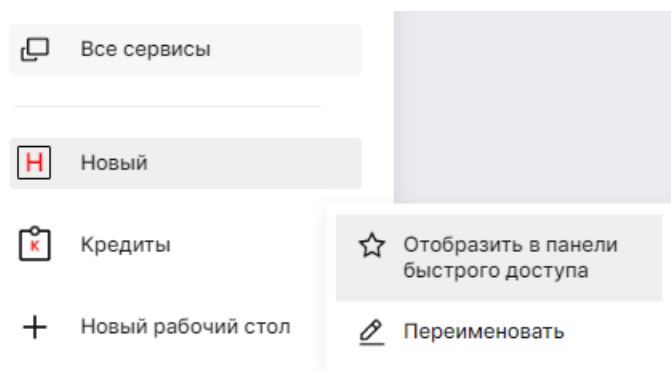 Все сервисы
Н Новый
К Кредиты
Новый рабочий стол
Отобразить в панели
быстрого доступа
Переименовать